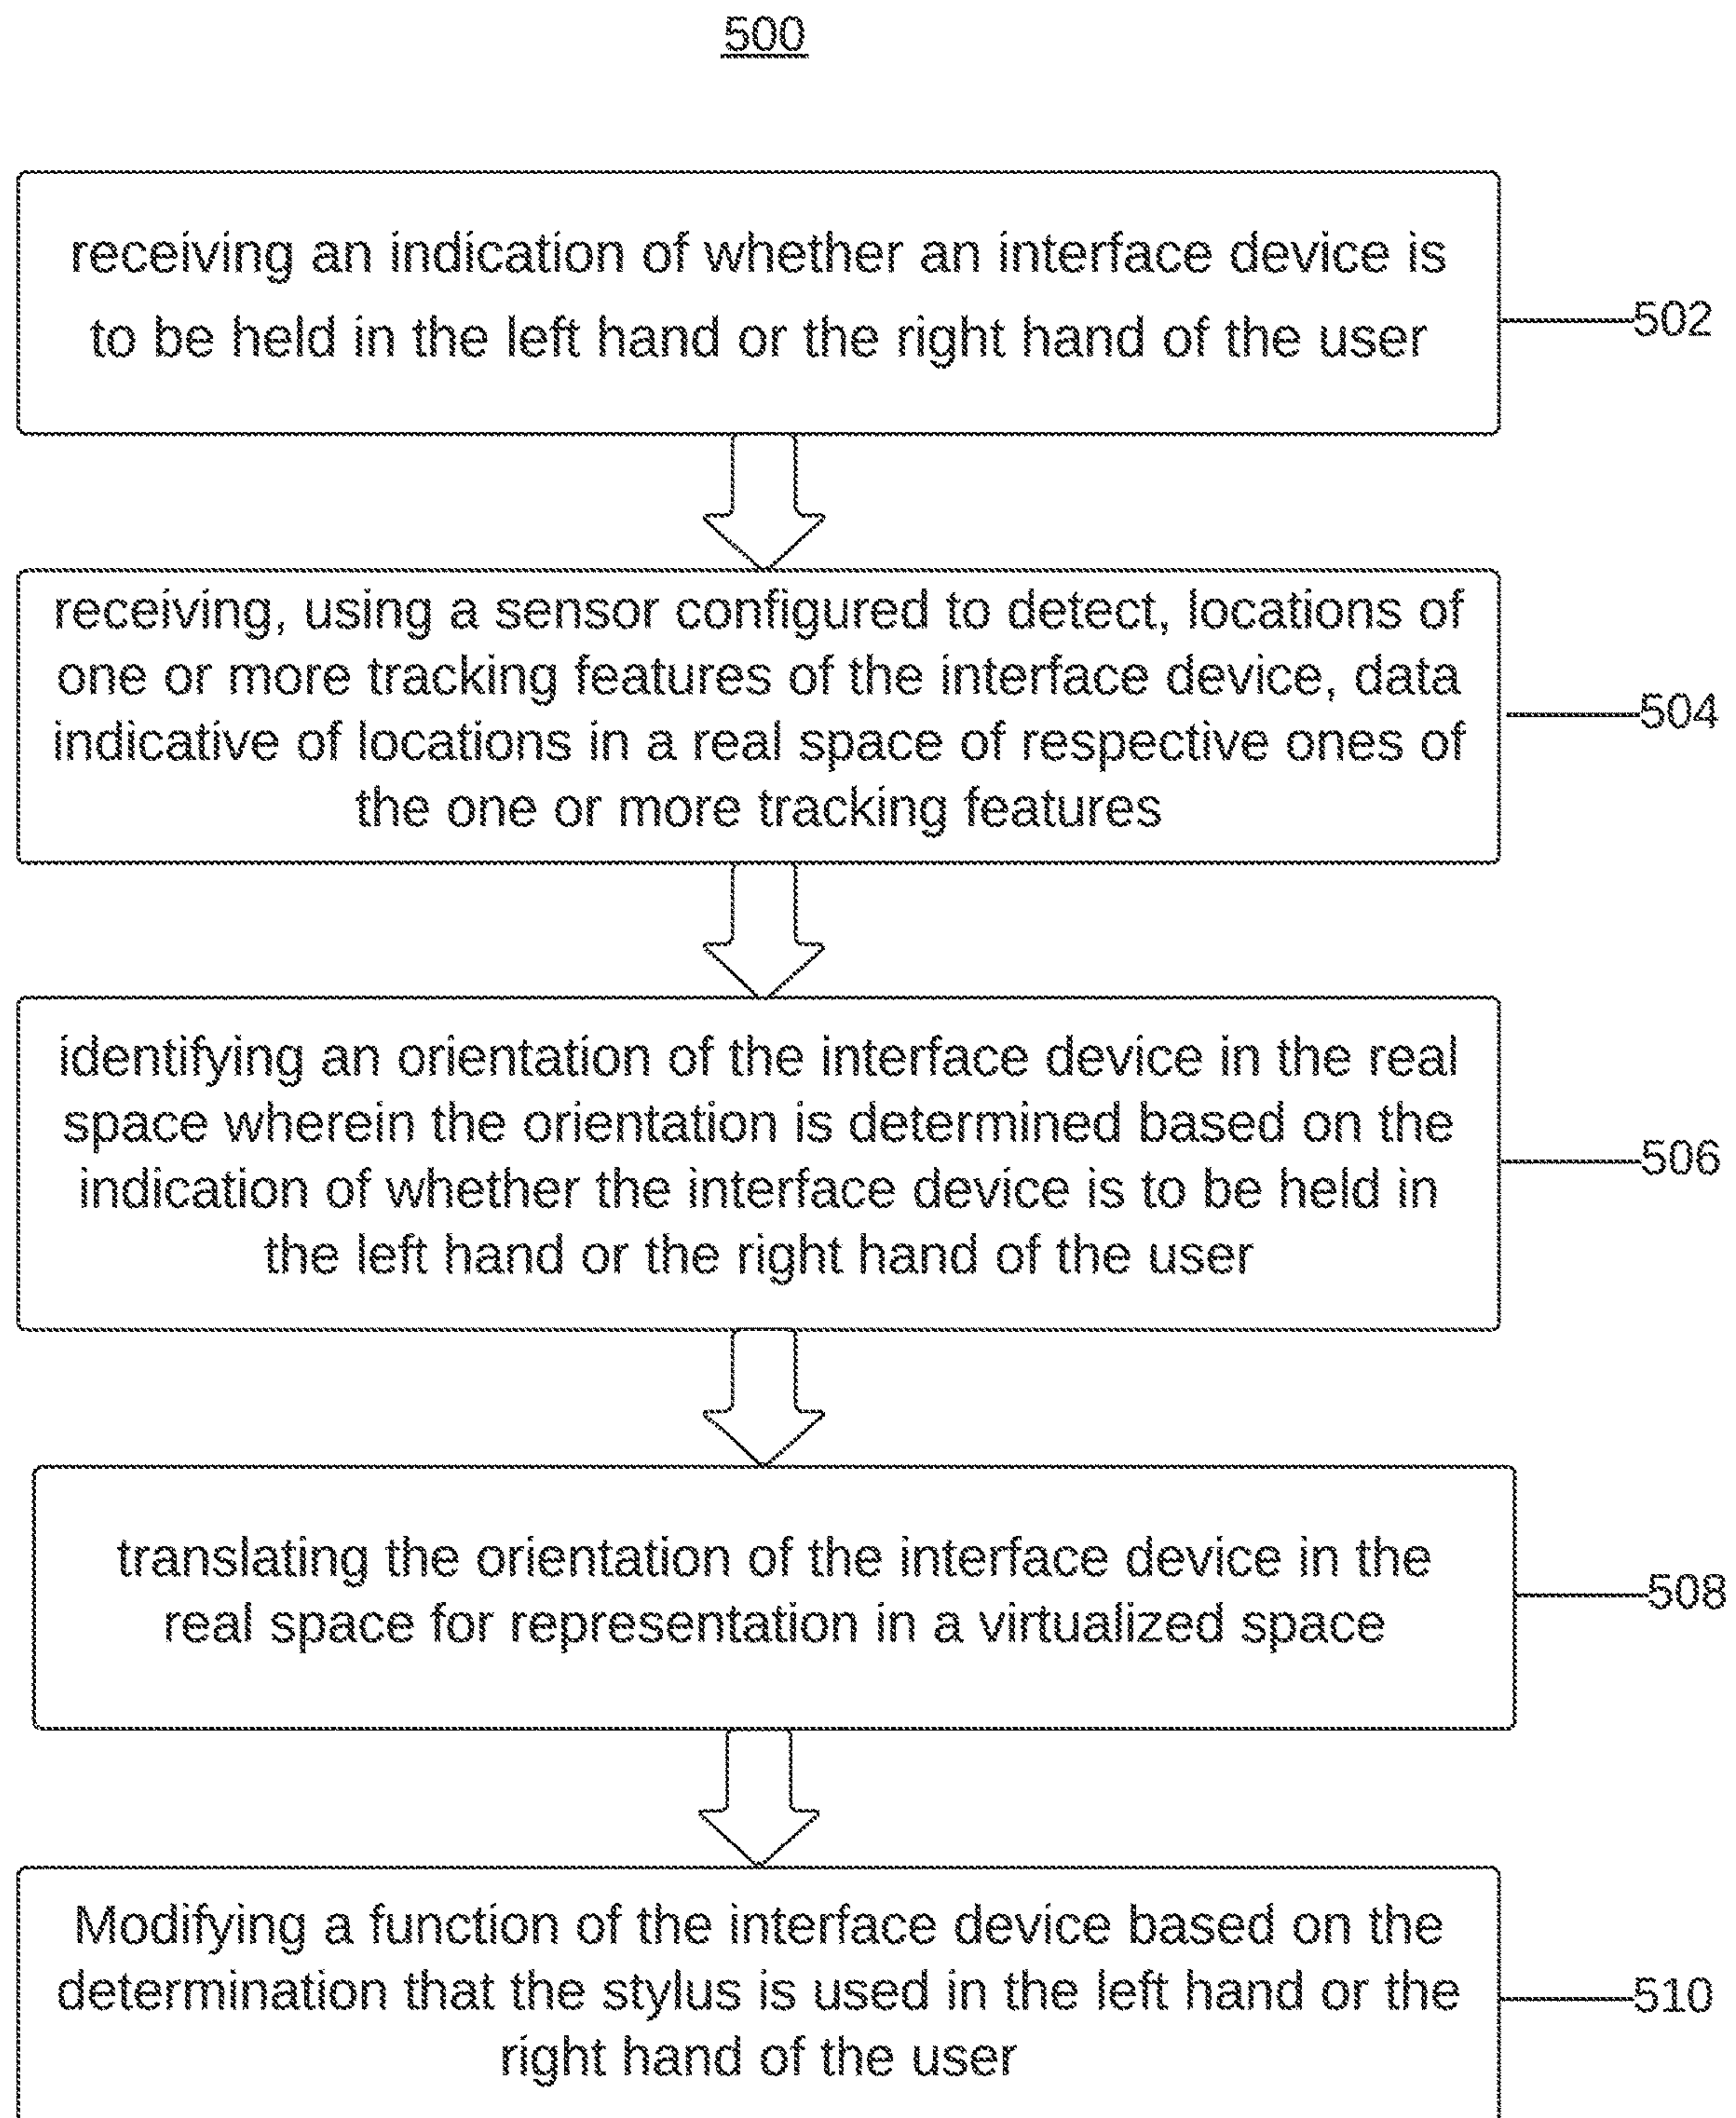 500
receiving an indication of whether an interface device is
to be held in the left hand or the right hand of the user
502
receiving, using a sensor configured to detect, locations of
one or more tracking features of the interface device, data
indicative of locations in a real space of respective ones of
the one or more tracking features
504
identifying an orientation of the interface device in the real
space wherein the orientation is determined based on the
indication of whether the interface device is to be held in
the left hand or the right hand of the user
506
translating the orientation of the interface device in the
real space for representation in a virtualized space
508
Modifying a function of the interface device based on the
determination that the stylus is used in the left hand or the
right hand of the user
510